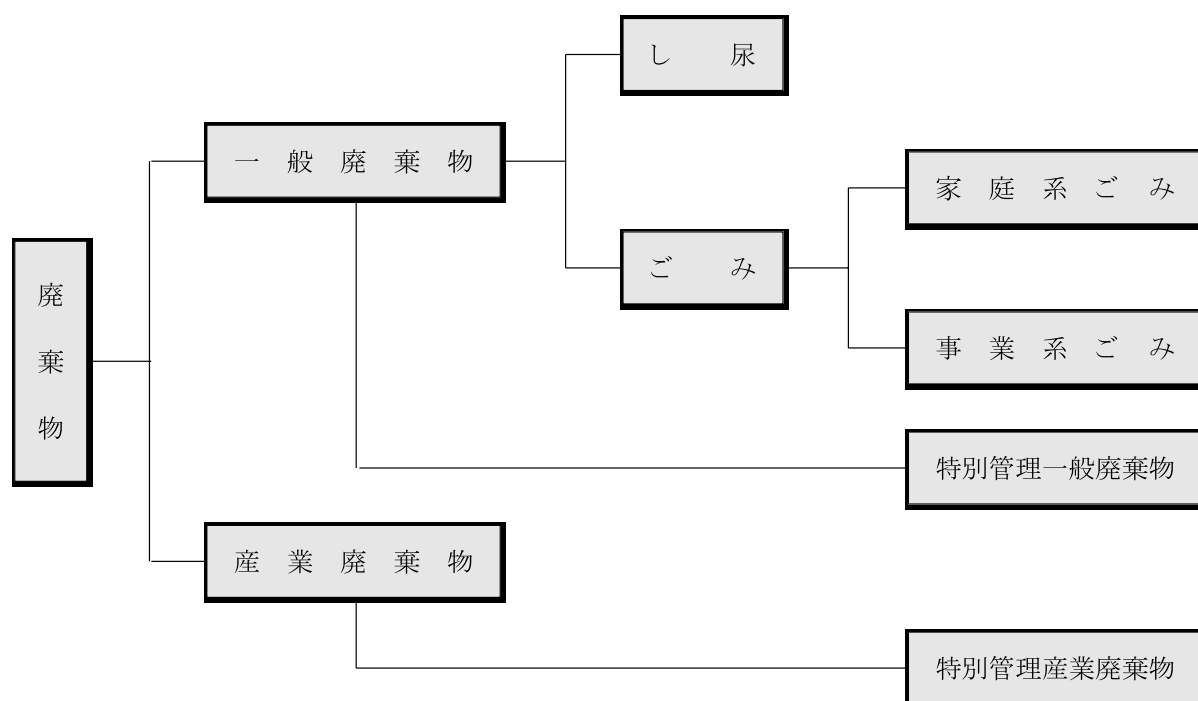 し尿
一般廃棄物
家庭系ごみ
ごみ
廃棄物
事業系ごみ
特別管理一般廃棄物
産業廃棄物
特別管理産業廃棄物